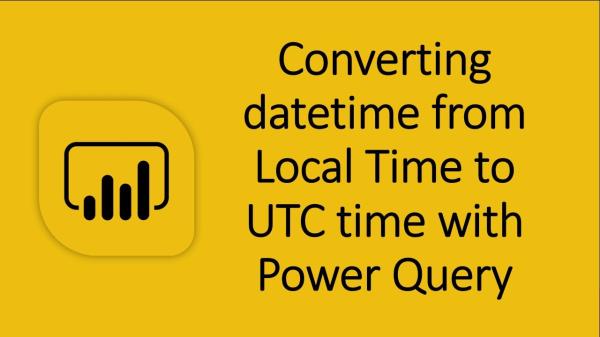 Converting
datetime from
Local Time to
UTC time with
Power Query